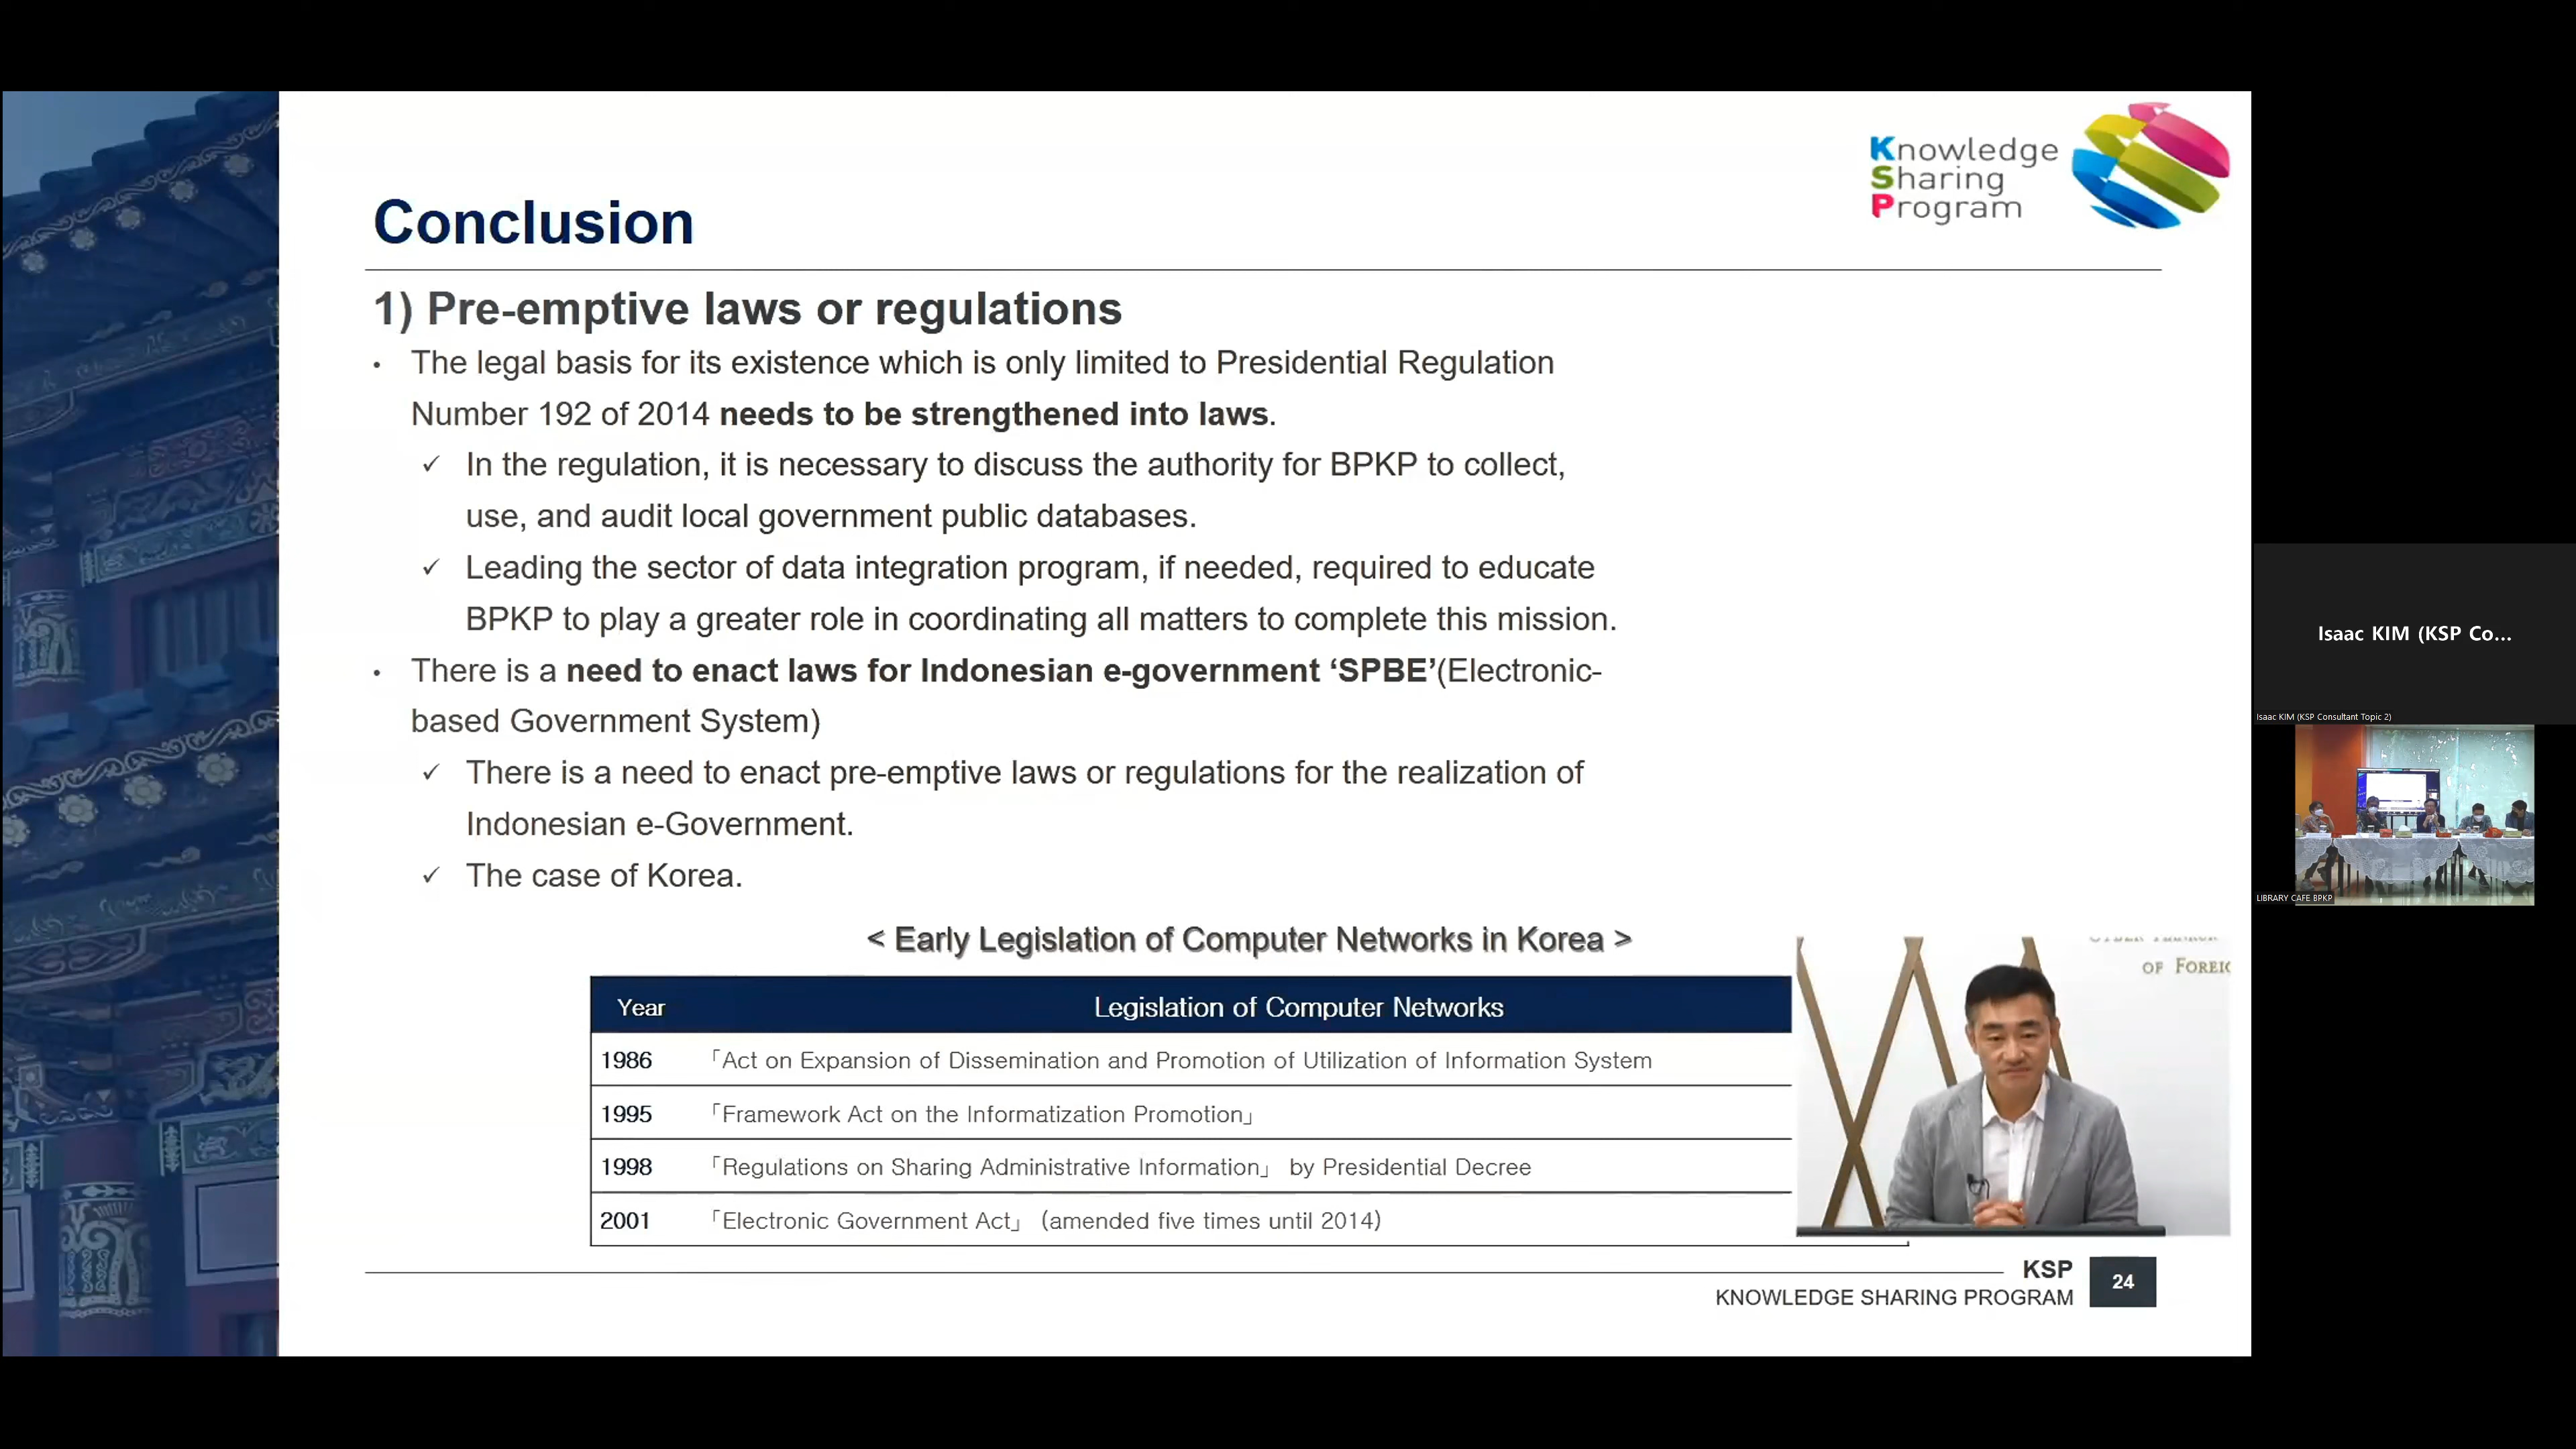 Knowledge
Sharing
Program
Conclusion
1) Pre-emptive laws or regulations
• The legal basis for its existence which is only limited to Presidential Regulation
Number 192 of 2014 needs to be strengthened into laws.
✓ In the regulation, it is necessary to discuss the authority for BPKP to collect,
use, and audit local government public databases.
✓ Leading the sector of data integration program, if needed, required to educate
BPKP to play a greater role in coordinating all matters to complete this mission.
• There is a need to enact laws for Indonesian e-government ‘SPBE’(Electronic-
based Government System)
✓ There is a need to enact pre-emptive laws or regulations for the realization of
Indonesian e-Government.
✓ The case of Korea.
< Early Legislation of Computer Networks in Korea >
Year Legislation of Computer Networks
1986 「Act on Expansion of Dissemination and Promotion of Utilization of Information System
1995 「Framework Act on the Informatization Promotion」
1998 「Regulations on Sharing Administrative Information」 by Presidential Decree
2001 「Electronic Government Act」 (amended five times until 2014)
OF FOREIG
KSP
KNOWLEDGE SHARING PROGRAM
24
Isaac KIM (KSP Co...
Isaac KIM (KSP Consultant Topic 2)
LIBRARY CAFE BPKP